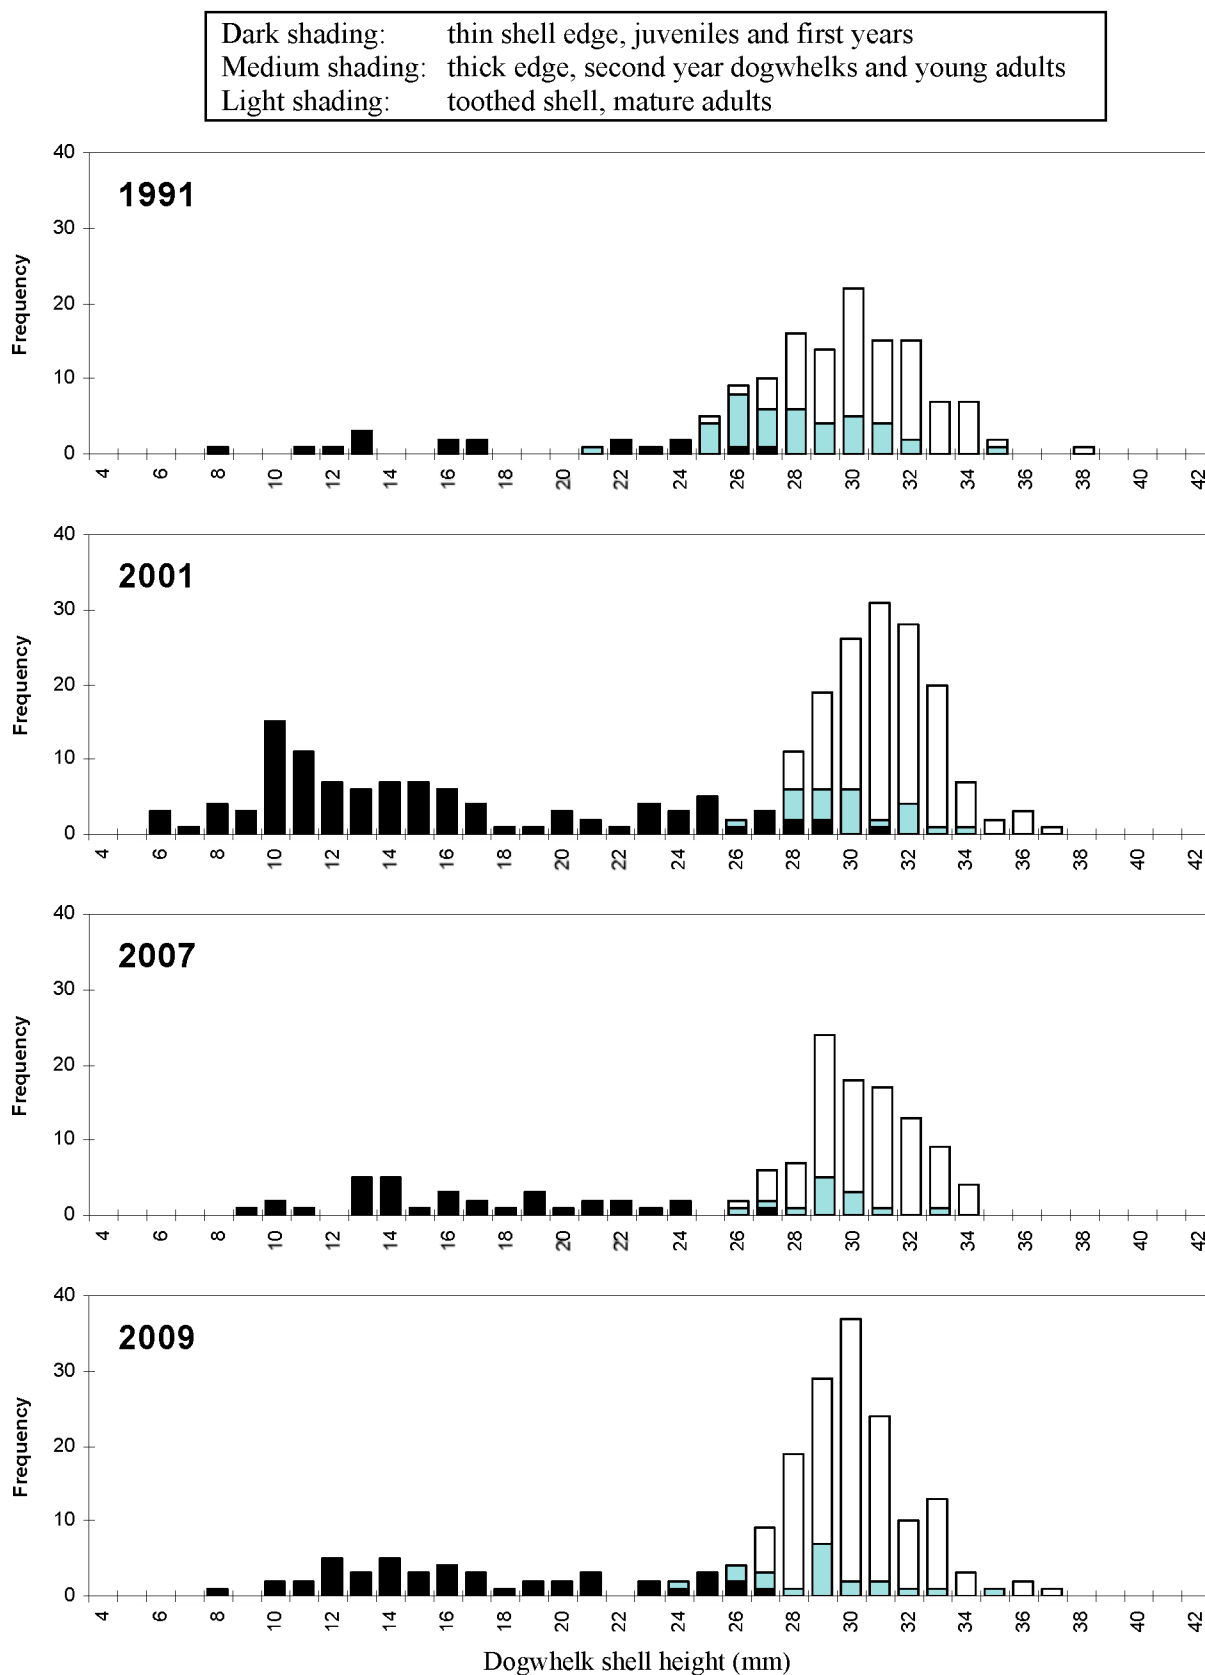 Dark shading: thin shell edge, juveniles and first years
Medium shading: thick edge, second year dogwhelks and young adults
Light shading: toothed shell, mature adults
40
1991
30
Frequency
20
10
0
4 6 8 10 12 14 16 18 20 22 24 26 28 30 32 34 36 38 40 42
40
2001
30
Frequency
20
10
0
4 6 8 10 12 14 16 18 20 22 24 26 28 30 32 34 36 38 40 42
40
2007
30
Frequency
20
10
0
4 6 8 10 12 14 16 18 20 22 24 26 28 30 32 34 36 38 40 42
40
2009
30
Frequency
20
10
0
4 6 8 10 12 14 16 18 20 22 24 26 28 30 32 34 36 38 40 42
Dogwhelk shell height (mm)